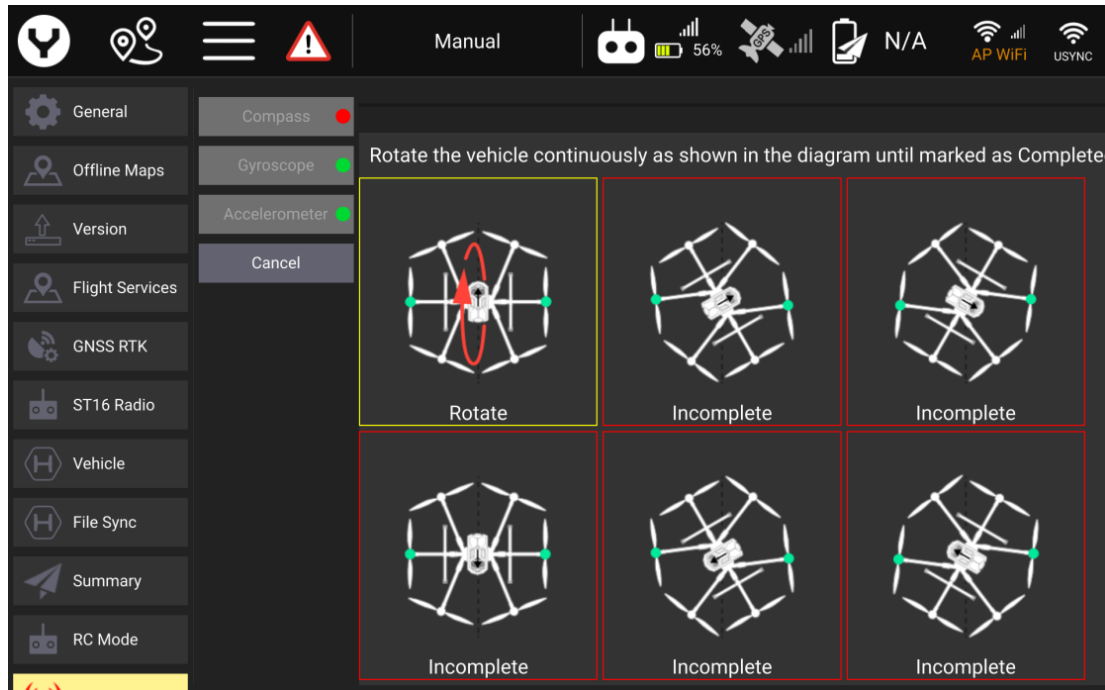 Manual
56%
GPS
N/A
AP WiFi
USYNC
General
Offline Maps
Version
Flight Services
GNSS RTK
ST16 Radio
Vehicle
File Sync
Summary
RC Mode
Compass
Gyroscope
Accelerometer
Cancel
Rotate the vehicle continuously as shown in the diagram until marked as Complete
Rotate
Incomplete
Incomplete
Incomplete
Incomplete
Incomplete